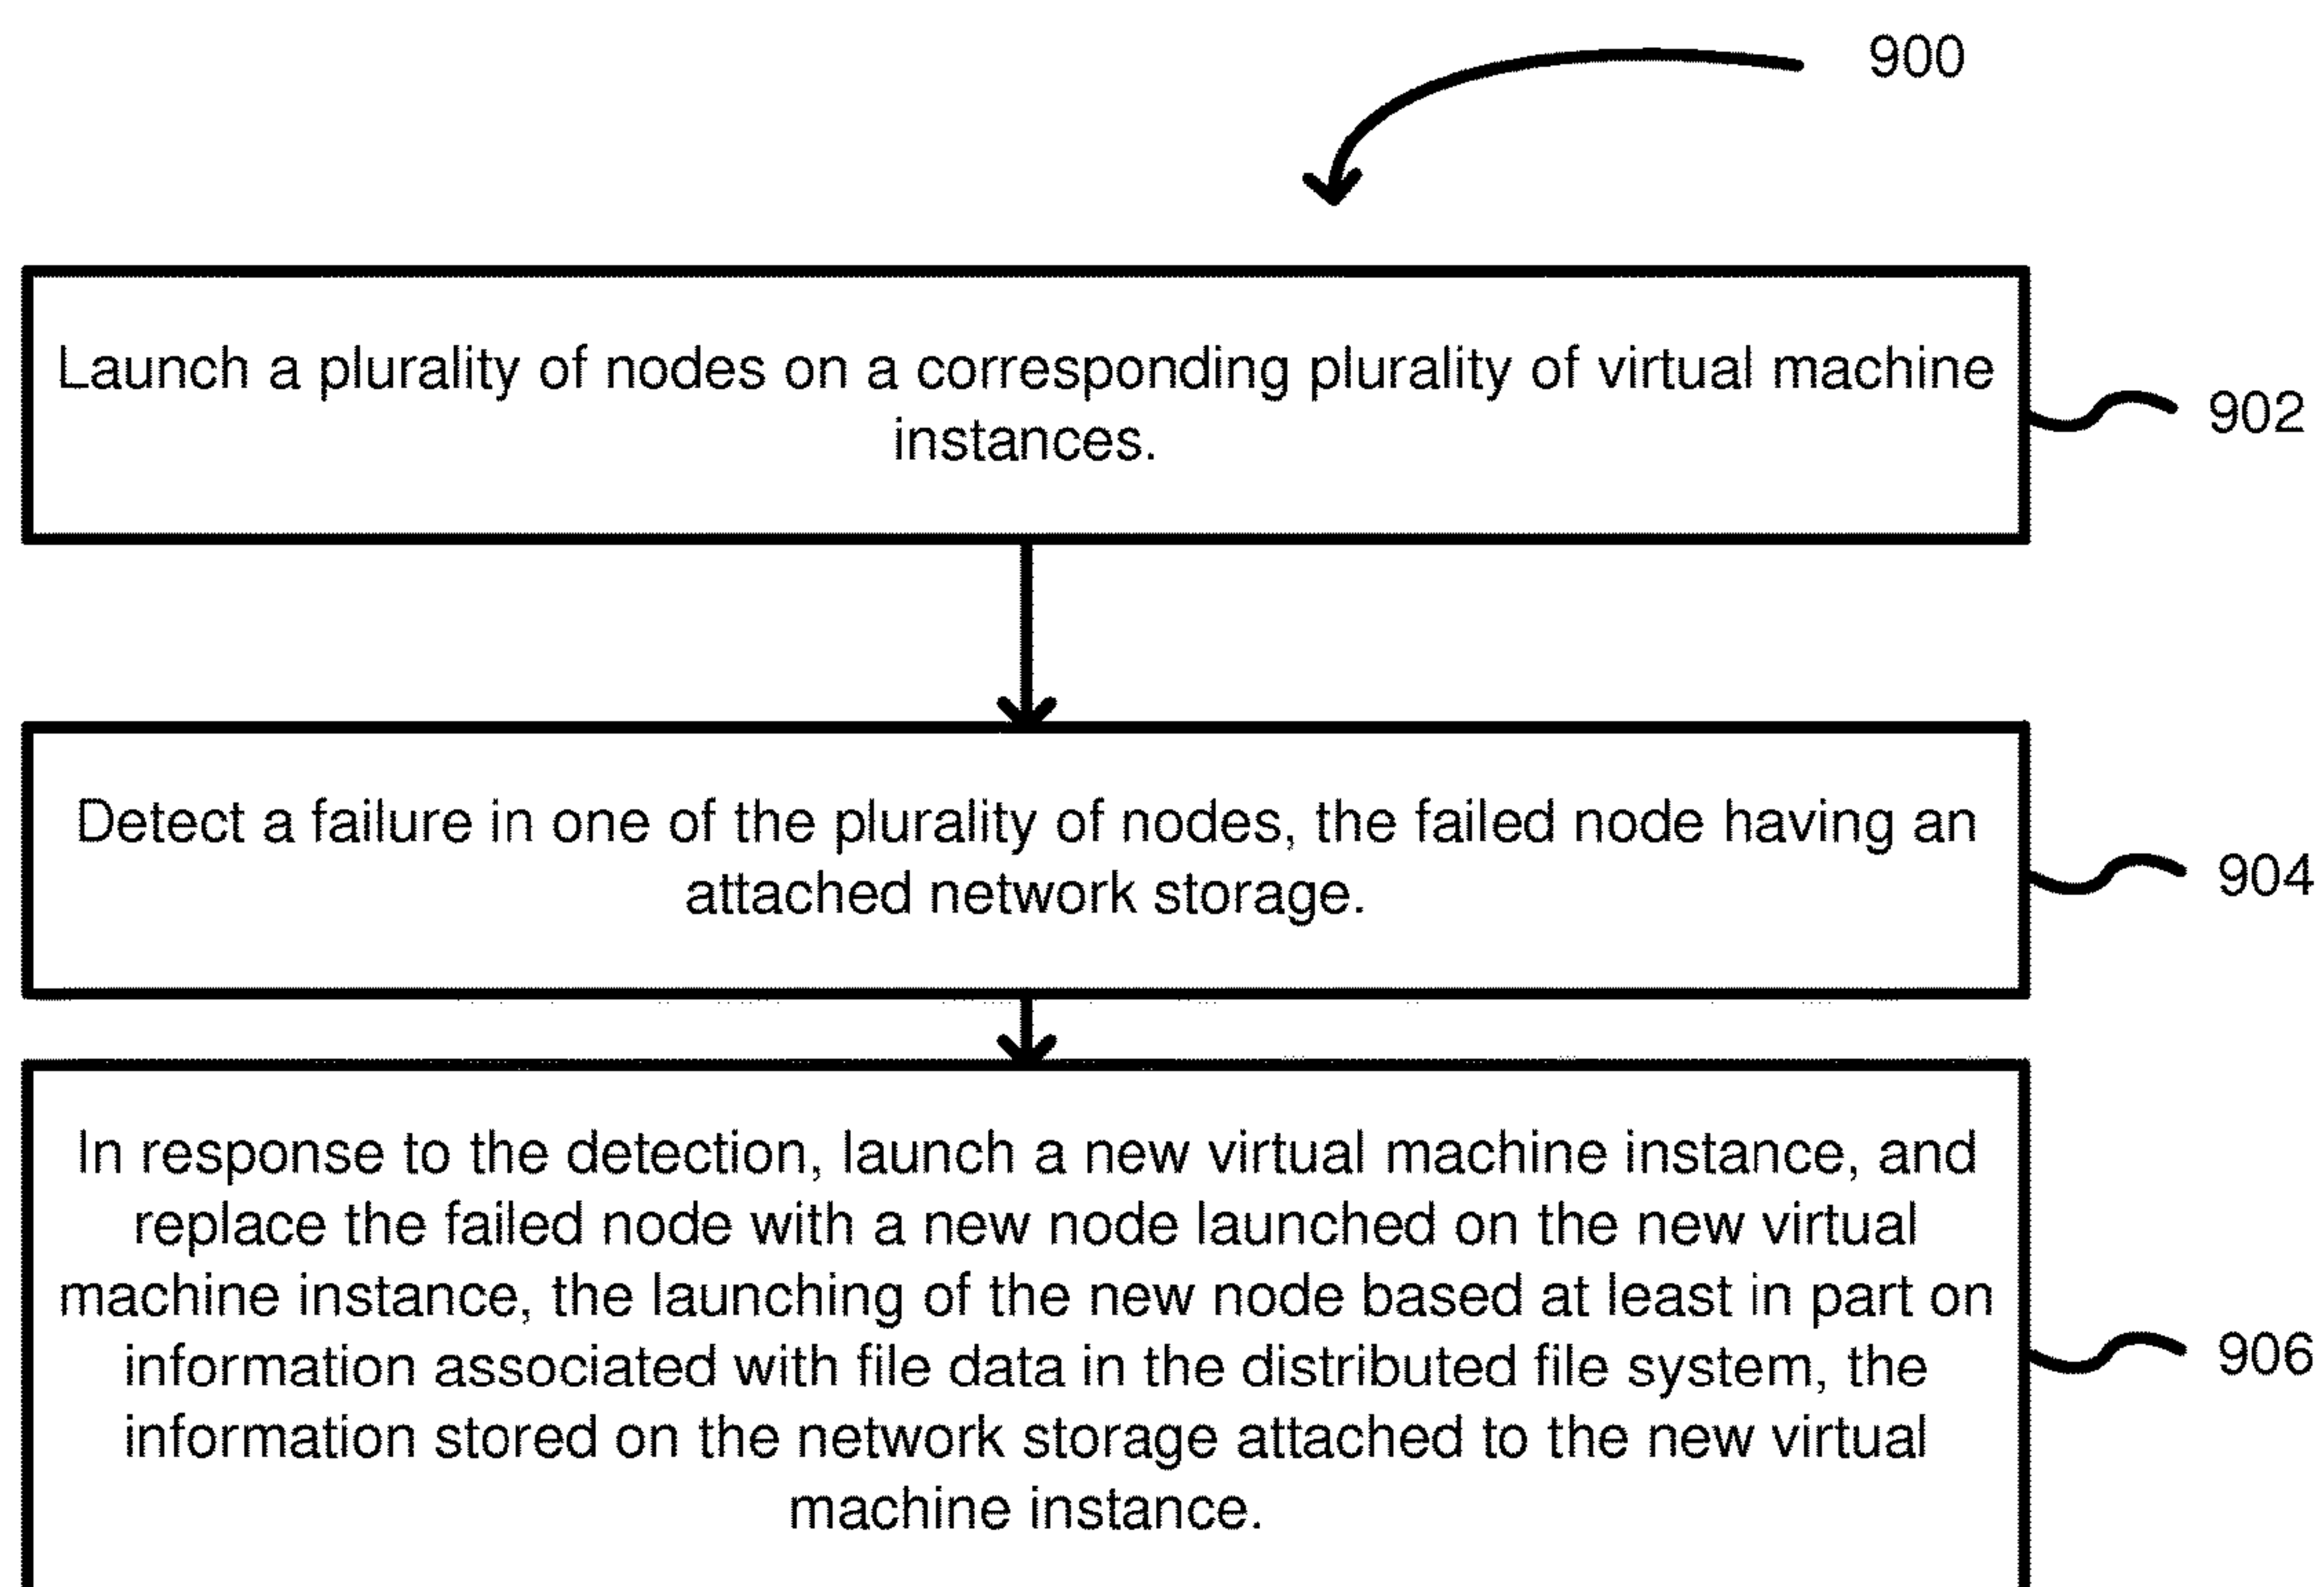 900
Launch a plurality of nodes on a corresponding plurality of virtual machine
instances.
902
Detect a failure in one of the plurality of nodes, the failed node having an
attached network storage.
904
In response to the detection, launch a new virtual machine instance, and
replace the failed node with a new node launched on the new virtual
machine instance, the launching of the new node based at least in part on
information associated with file data in the distributed file system, the
information stored on the network storage attached to the new virtual
machine instance.
906